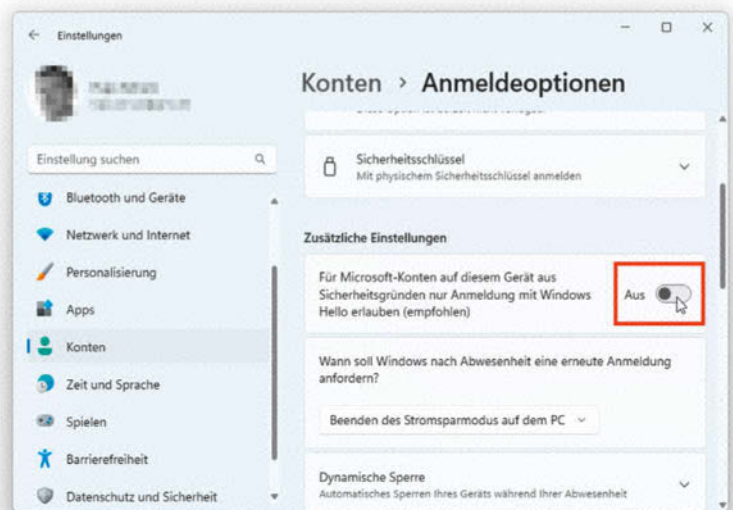 Einstellungen
Konten > Anmeldeoptionen
Einstellung suchen
Bluetooth und Geräte
Netzwerk und Internet
Personalisierung
Apps
Konten
Zeit und Sprache
Spielen
Barrierefreiheit
Datenschutz und Sicherheit
Sicherheitsschlüssel
Mit physischem Sicherheitsschlüssel anmelden
Zusätzliche Einstellungen
Für Microsoft-Konten auf diesem Gerät aus
Sicherheitsgründen nur Anmeldung mit Windows
Hello erlauben (empfohlen)
Aus
Wann soll Windows nach Abwesenheit eine erneute Anmeldung
anfordern?
Beenden des Stromsparmodus auf dem PC
Dynamische Sperre
Automatisches Sperren Ihres Geräts während Ihrer Abwesenheit